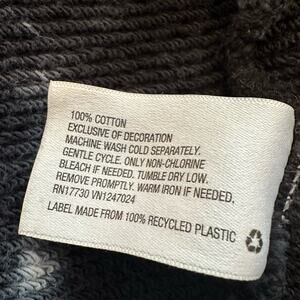 100% COTTON
EXCLUSIVE OF DECORATION
MACHINE WASH COLD SEPARATELY.
GENTLE CYCLE. ONLY NON-CHLORINE
BLEACH IF NEEDED. TUMBLE DRY LOW.
REMOVE PROMPTLY. WARM IRON IF NEEDED,
RN17730 VN1247024
LABEL MADE FROM 100% RECYCLED PLASTIC